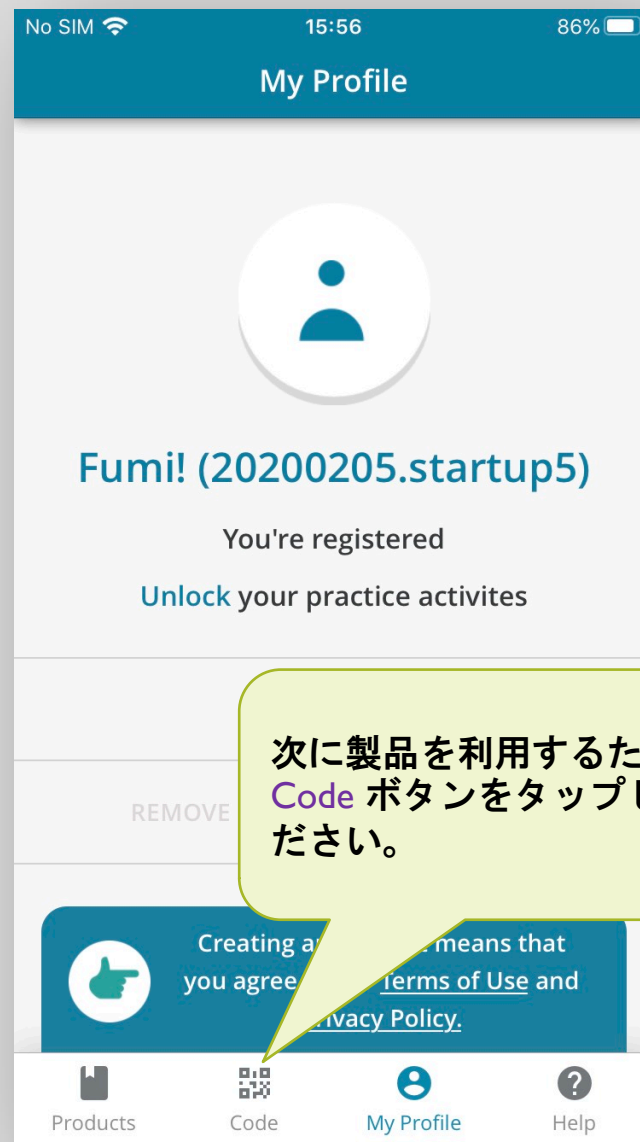 No SIM 15:56 86%
My Profile
Fumi! (20200205.startup5)
You're registered
Unlock your practice activites
REMOVE
次に製品を利用するた
Code ボタンをタップし
ださい。
Creating a means that
you agree Terms of Use and
Privacy Policy.
Products Code My Profile Help